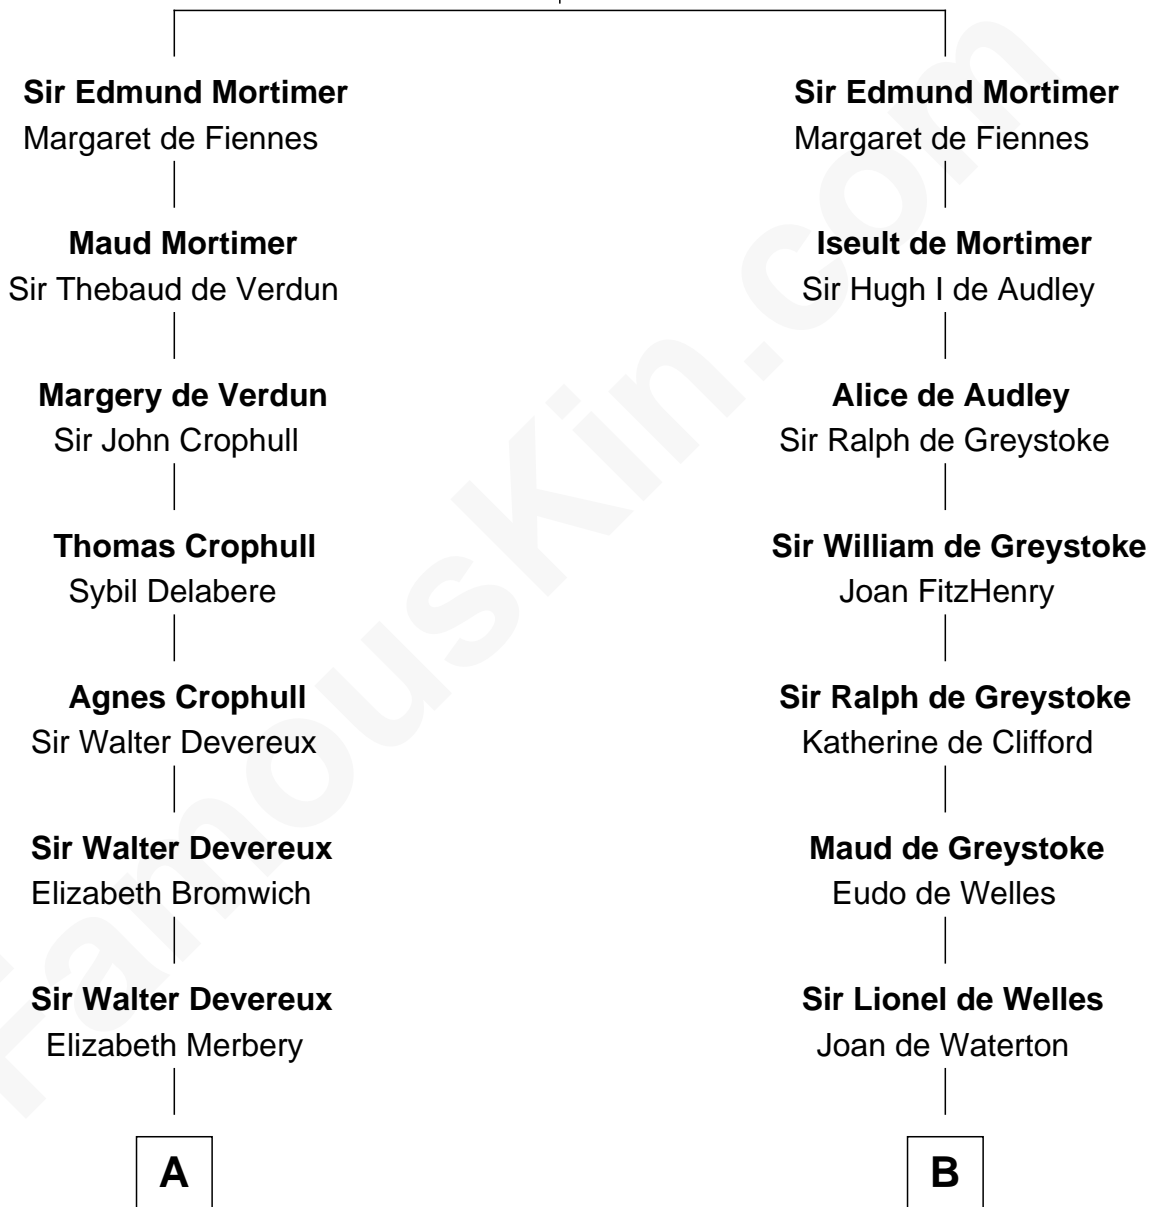 Sir Edmund Mortimer
Margaret de Fiennes
Maud Mortimer
Sir Thebaud de Verdun
Margery de Verdun
Sir John Crophull
Thomas Crophull
Sybil Delabere
Agnes Crophull
Sir Walter Devereux
Sir Walter Devereux
Elizabeth Bromwich
Sir Walter Devereux
Elizabeth Merbery
A
Sir Edmund Mortimer
Margaret de Fiennes
Iseult de Mortimer
Sir Hugh I de Audley
Alice de Audley
Sir Ralph de Greystoke
Sir William de Greystoke
Joan FitzHenry
Sir Ralph de Greystoke
Katherine de Clifford
Maud de Greystoke
Eudo de Welles
Sir Lionel de Welles
Joan de Waterton
B
FamousKin.com